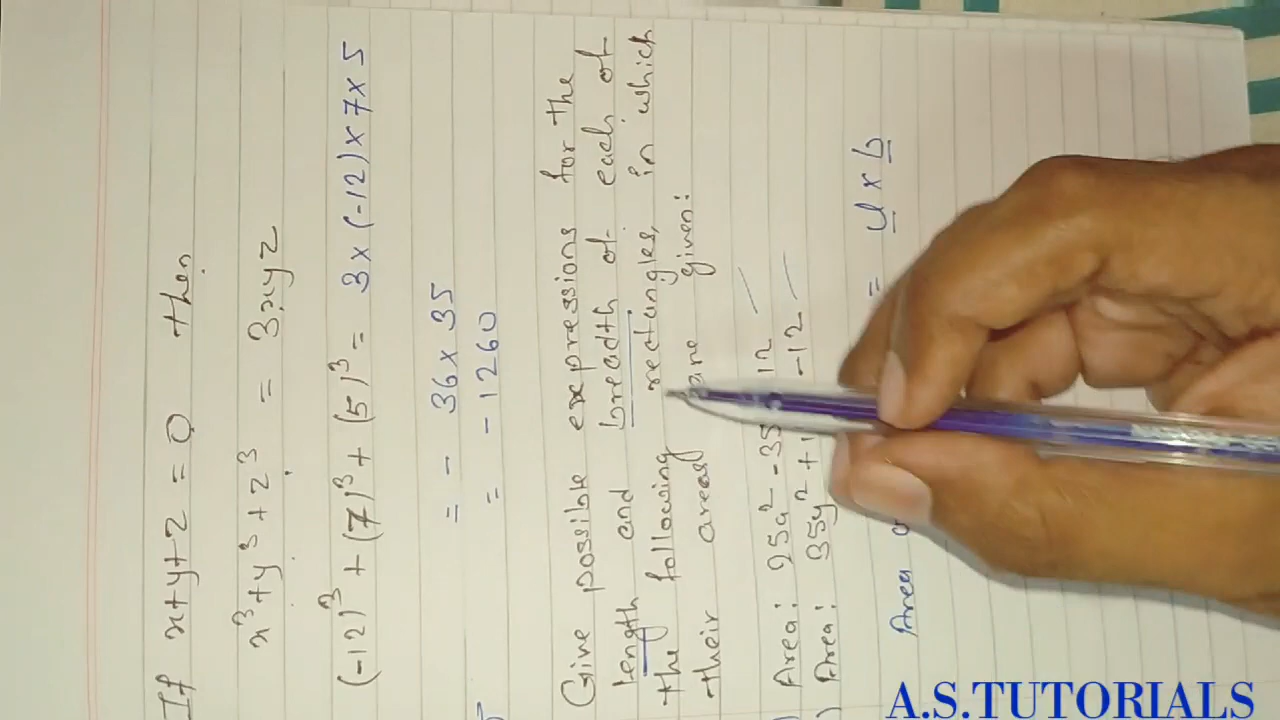 If x+y+z = 0 then
x³+y³+z³ = 3xyz
(-12)³ + (7)³ + (5)³ = 3×(-12)×7×5
= - 36×35
= -1260
Give possible expressions for the
length and breadth of each of
the following rectangles, in which
their areas are given:
) Area: 25a² - 35 12
) Area: 35y² + -12
Area = l × b
A.S.TUTORIALS